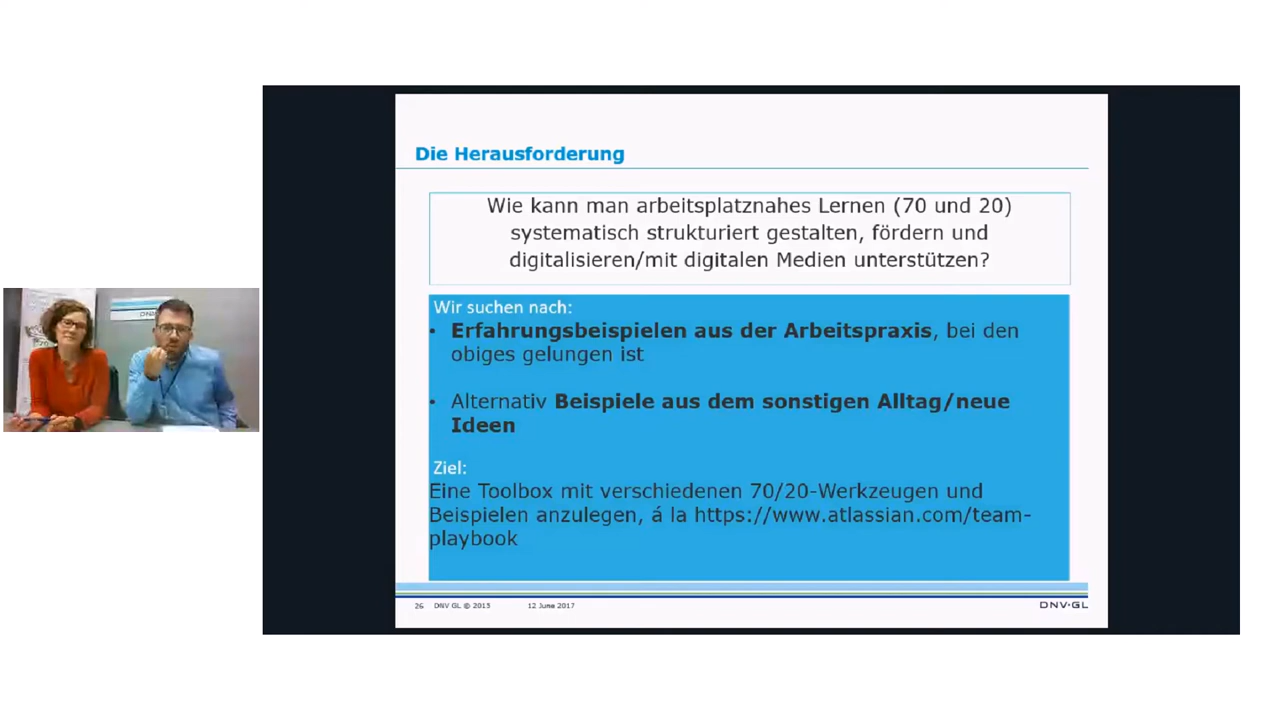 Die Herausforderung
Wie kann man arbeitsplatznahes Lernen (70 und 20)
systematisch strukturiert gestalten, fördern und
digitalisieren/mit digitalen Medien unterstützen?
Wir suchen nach:
• Erfahrungsbeispielen aus der Arbeitspraxis, bei den
obiges gelungen ist
• Alternativ Beispiele aus dem sonstigen Alltag/neue
Ideen
Ziel:
Eine Toolbox mit verschiedenen 70/20-Werkzeugen und
Beispielen anzulegen, á la https://www.atlassian.com/team-
playbook
26 DNV GL © 2015 12 June 2017
DNV·GL